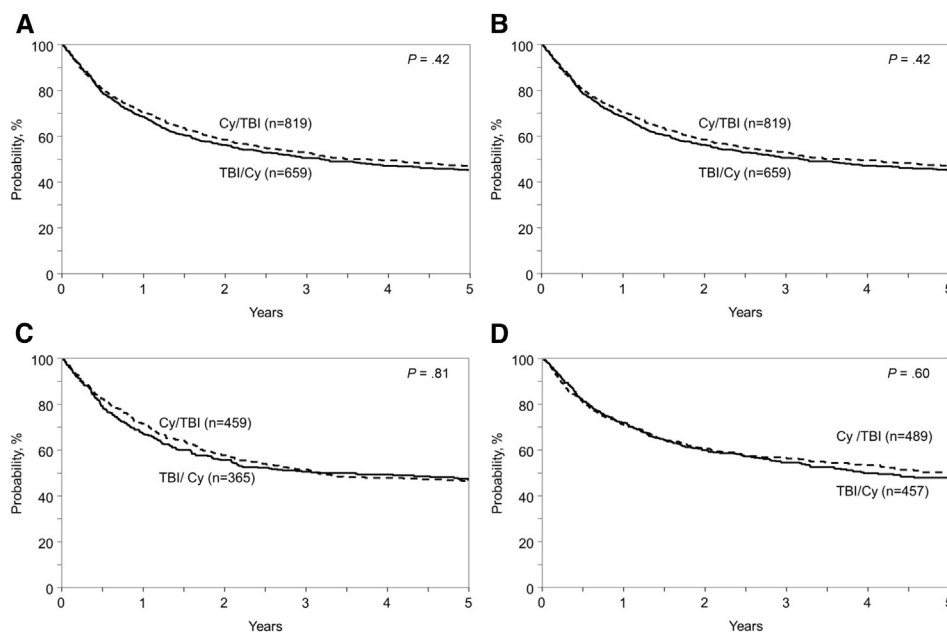 A
P = .42
Cy/TBI (n=819)
TBI/Cy (n=659)
Probability, %
100
80
60
40
20
0
0 1 2 3 4 5
Years
B
P = .42
Cy/TBI (n=819)
TBI/Cy (n=659)
Probability, %
100
80
60
40
20
0
0 1 2 3 4 5
Years
C
P = .81
Cy/TBI (n=459)
TBI/ Cy (n=365)
Probability, %
100
80
60
40
20
0
0 1 2 3 4 5
Years
D
P = .60
Cy /TBI (n=489)
TBI/Cy (n=457)
Probability, %
100
80
60
40
20
0
0 1 2 3 4 5
Years